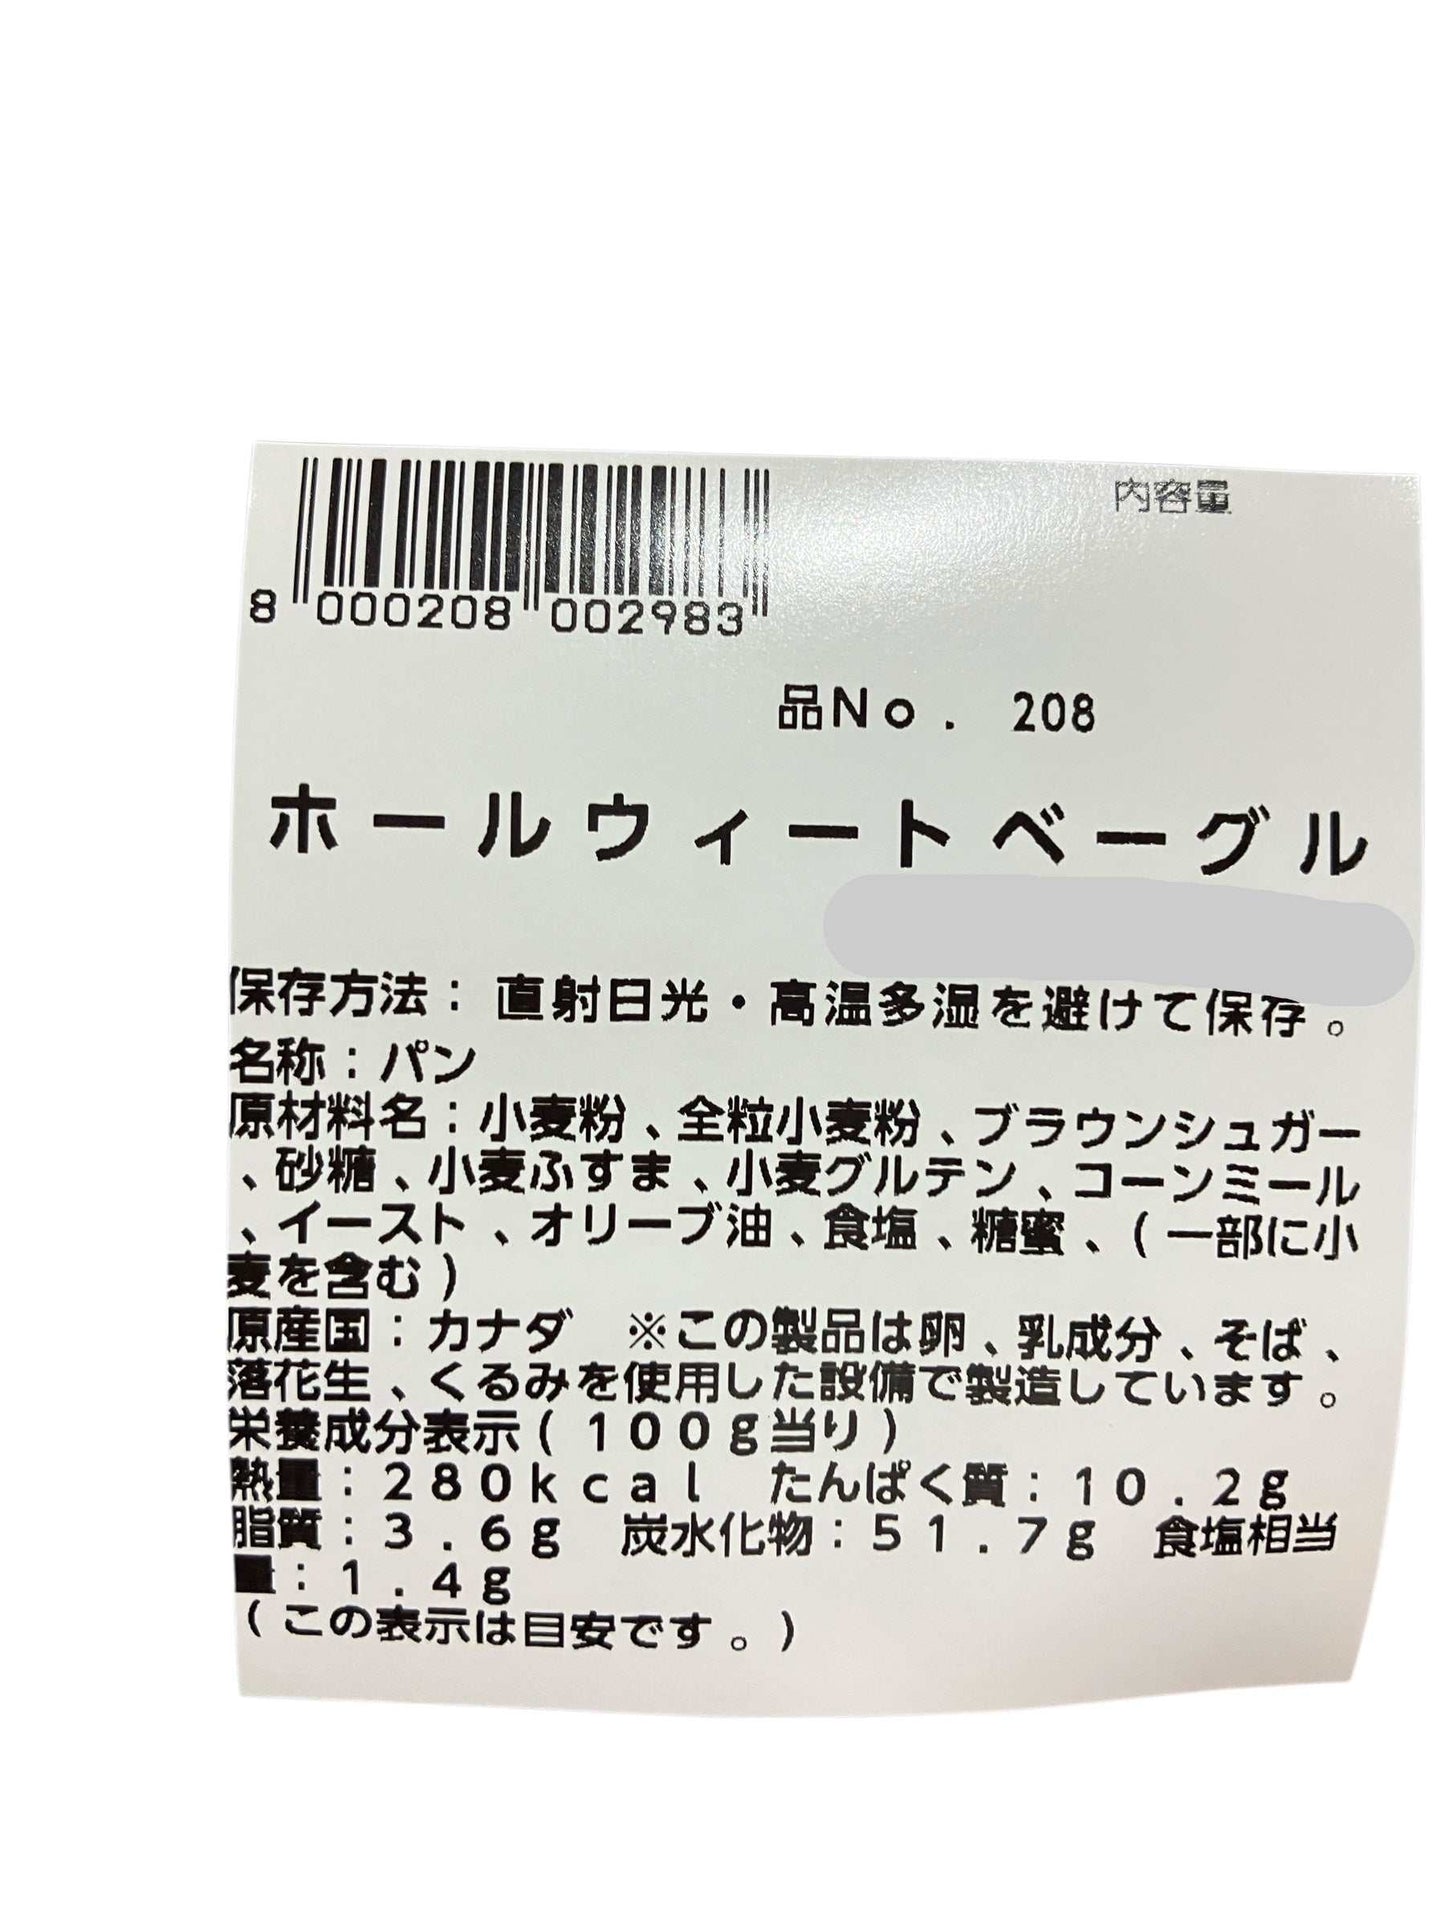 内容量
8 000208 002983
品No． 208
ホールウィートベーグル
保存方法：直射日光・高温多湿を避けて保存。
名称：パン
原材料名：小麦粉、全粒小麦粉、ブラウンシュガー
、砂糖、小麦ふすま、小麦グルテン、コーンミール
、イースト、オリーブ油、食塩、糖蜜、（一部に小
麦を含む）
原産国：カナダ　※この製品は卵、乳成分、そば、
落花生、くるみを使用した設備で製造しています。
栄養成分表示（１００ｇ当り）
熱量：２８０ｋｃａｌ　たんぱく質：１０．２ｇ
脂質：３．６ｇ　炭水化物：５１．７ｇ　食塩相当
量：１．４ｇ
（この表示は目安です。）